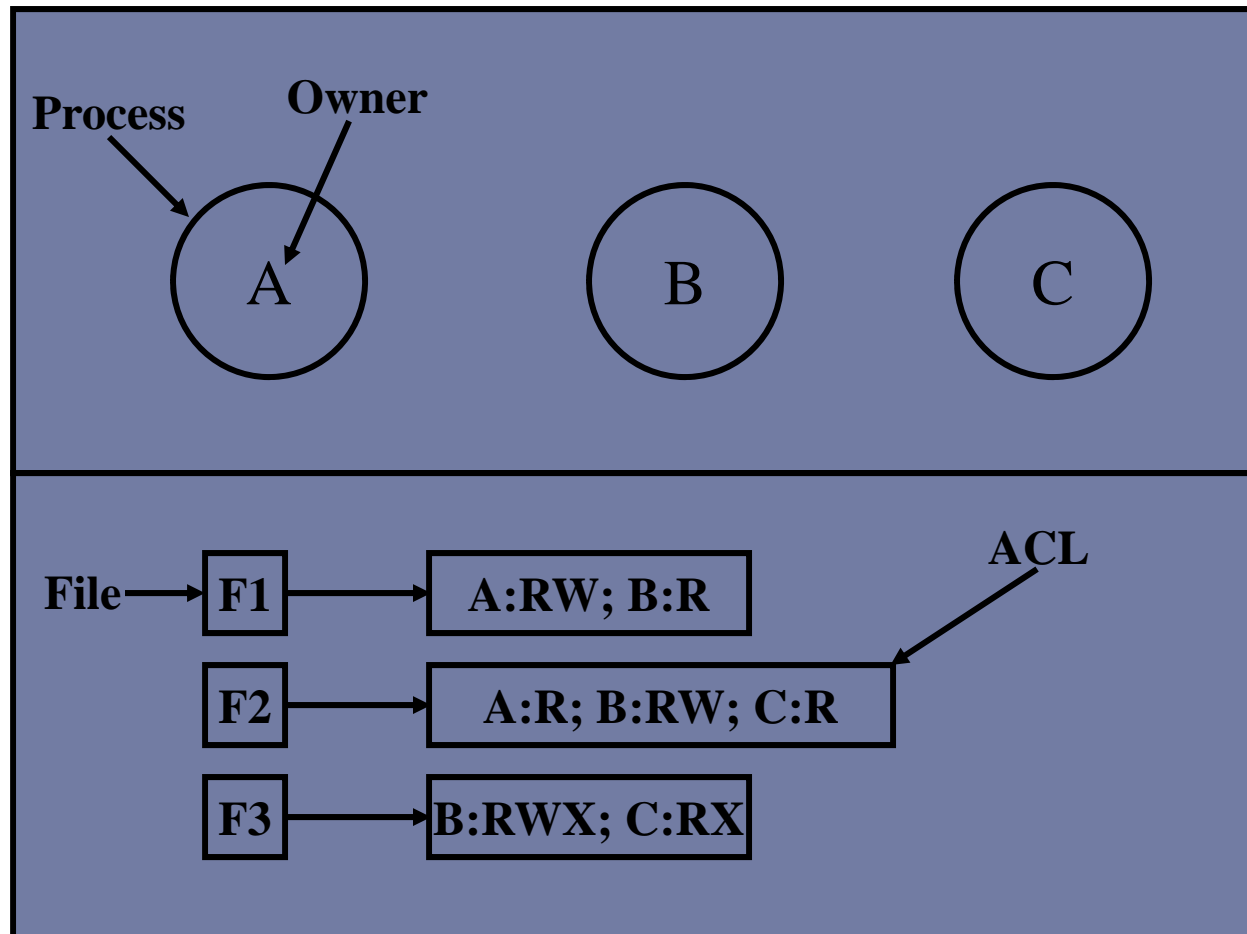 Process
Owner
A
B
C
ACL
File
F1
A:RW; B:R
F2
A:R; B:RW; C:R
F3
B:RWX; C:RX